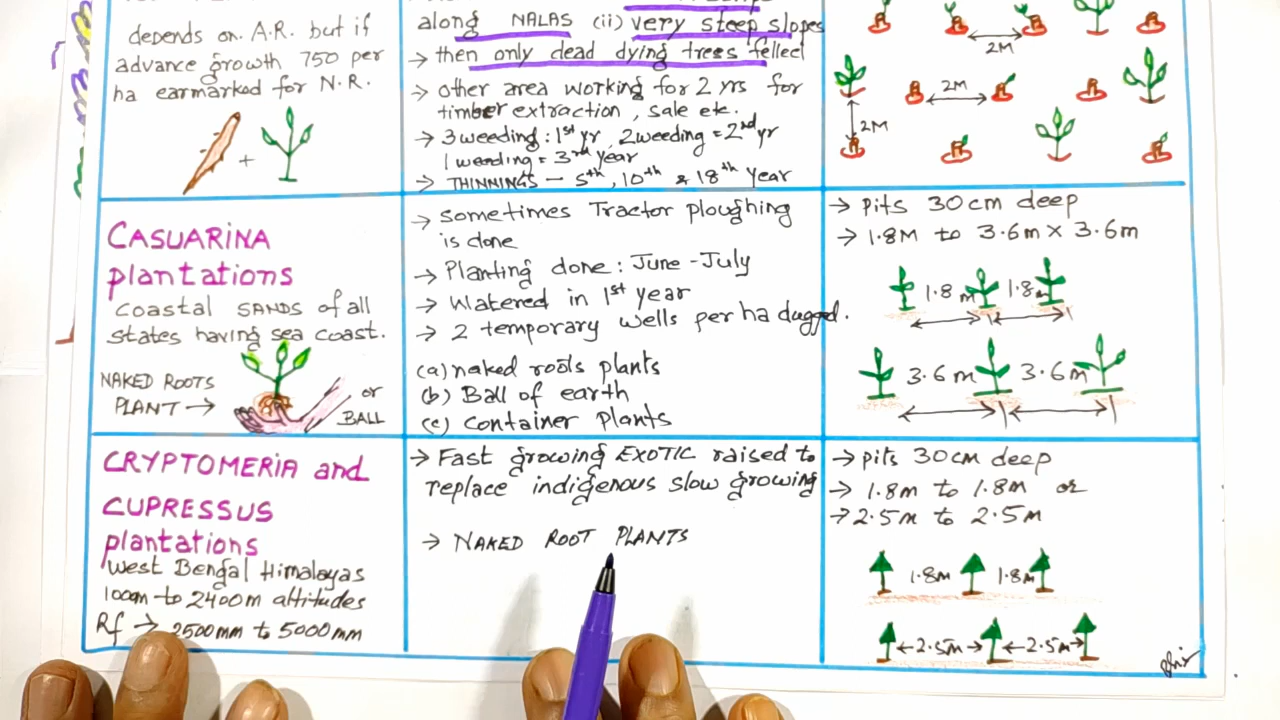 depends on A.R. but if
advance growth 750 per
ha earmarked for N.R.
+
along NALAS (ii) very steep slopes
→ then only dead dying trees felled
→ other area working for 2 yrs for
timber extraction, sale etc.
→ 3 weeding : 1st yr, 2 weeding = 2nd yr
1 weeding = 3rd year
→ THINNINGS - 5th, 10th & 18th year
2M
2M
2M
CASUARINA
plantations
Coastal SANDS of all
states having sea coast.
NAKED ROOTS
PLANT →
or
BALL
→ sometimes Tractor ploughing
is done
→ Planting done : June - July
→ Watered in 1st year
→ 2 temporary wells per ha dugged.
(a) naked roots plants
(b) Ball of earth
(c) container plants
→ pits 30 cm deep
→ 1.8M to 3.6m × 3.6m
1.8m 1.8m
3.6m 3.6m
CRYPTOMERIA and
CUPRESSUS
plantations
West Bengal Himalayas
1000m to 2400m altitudes
Rf → 2500mm to 5000mm
→ Fast growing EXOTIC raised to
replace indigenous slow growing
→ NAKED ROOT PLANTS
→ pits 30cm deep
→ 1.8m to 1.8m or
→ 2.5m to 2.5m
1.8m 1.8m
2.5m 2.5m